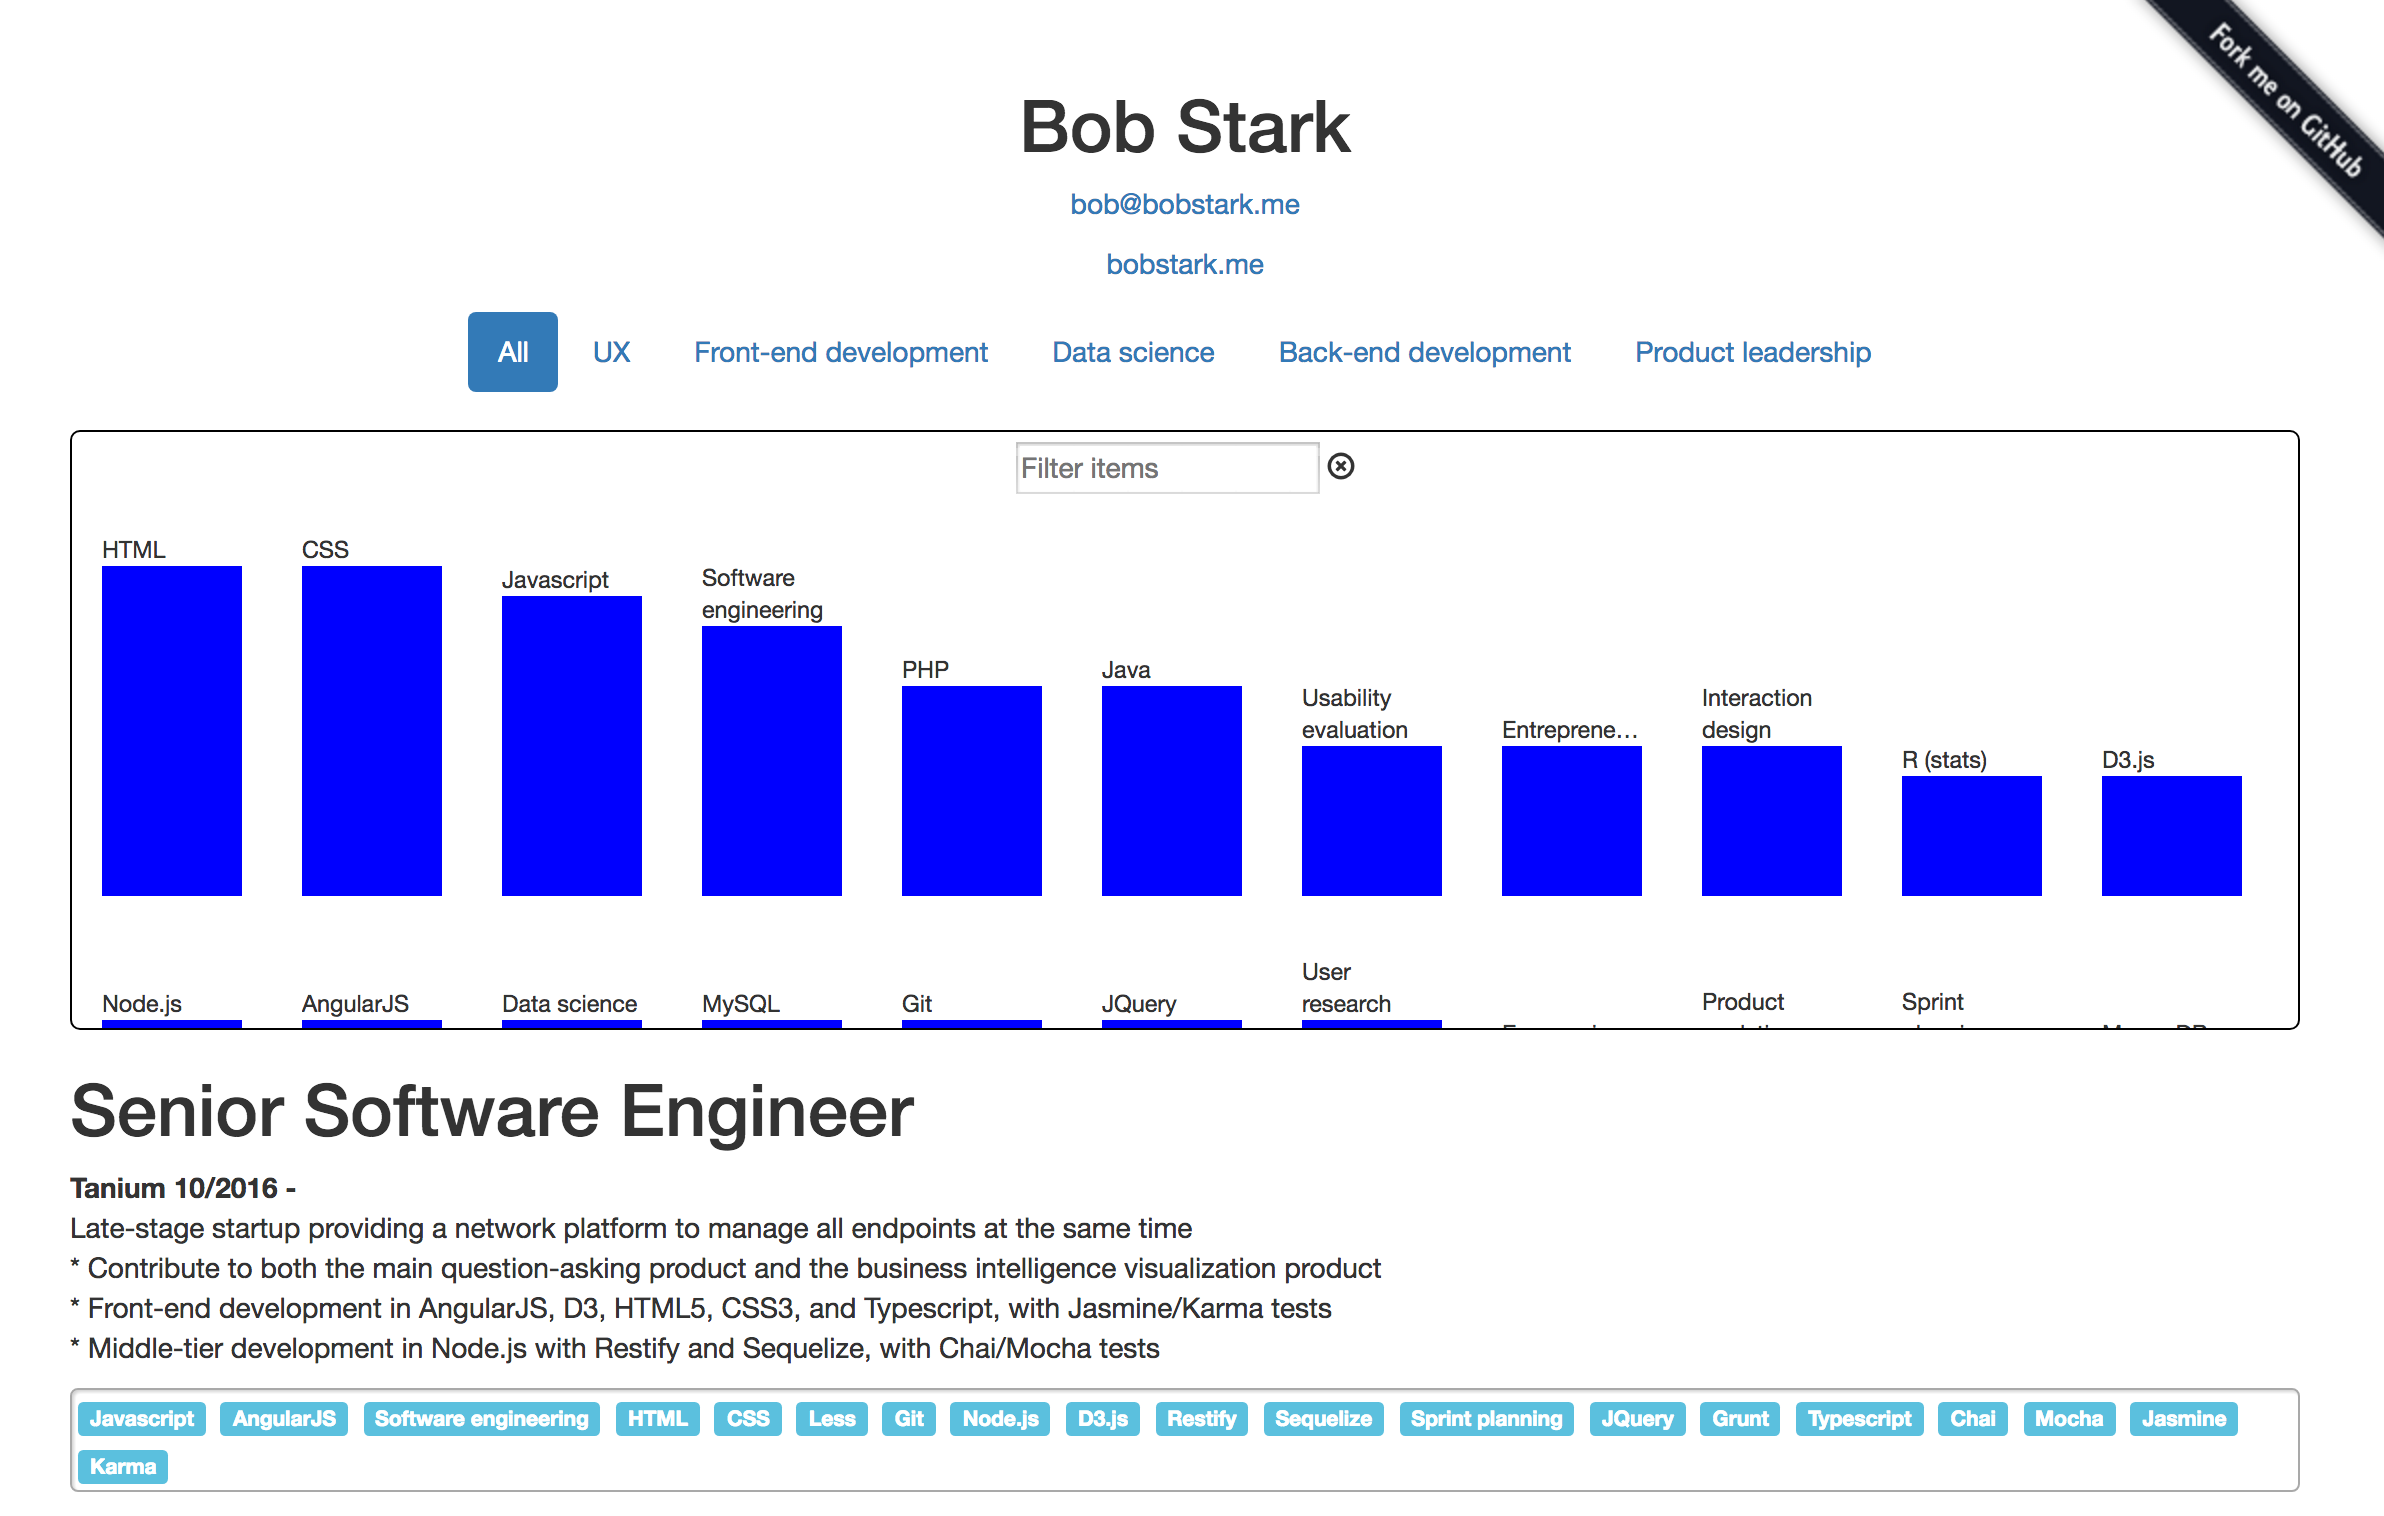 Fork me on GitHub
Bob Stark
bob@bobstark.me
bobstark.me
All UX Front-end development Data science Back-end development Product leadership
Filter items
HTML CSS
Javascript
Software
engineering
PHP Java
Usability
evaluation
Entreprene…
Interaction
design
R (stats) D3.js
Node.js AngularJS Data science MySQL Git JQuery
User
research
Product
Sprint
Senior Software Engineer
Tanium 10/2016 -
Late-stage startup providing a network platform to manage all endpoints at the same time
* Contribute to both the main question-asking product and the business intelligence visualization product
* Front-end development in AngularJS, D3, HTML5, CSS3, and Typescript, with Jasmine/Karma tests
* Middle-tier development in Node.js with Restify and Sequelize, with Chai/Mocha tests
Javascript AngularJS Software engineering HTML CSS Less Git Node.js D3.js Restify Sequelize Sprint planning JQuery Grunt Typescript Chai Mocha Jasmine
Karma